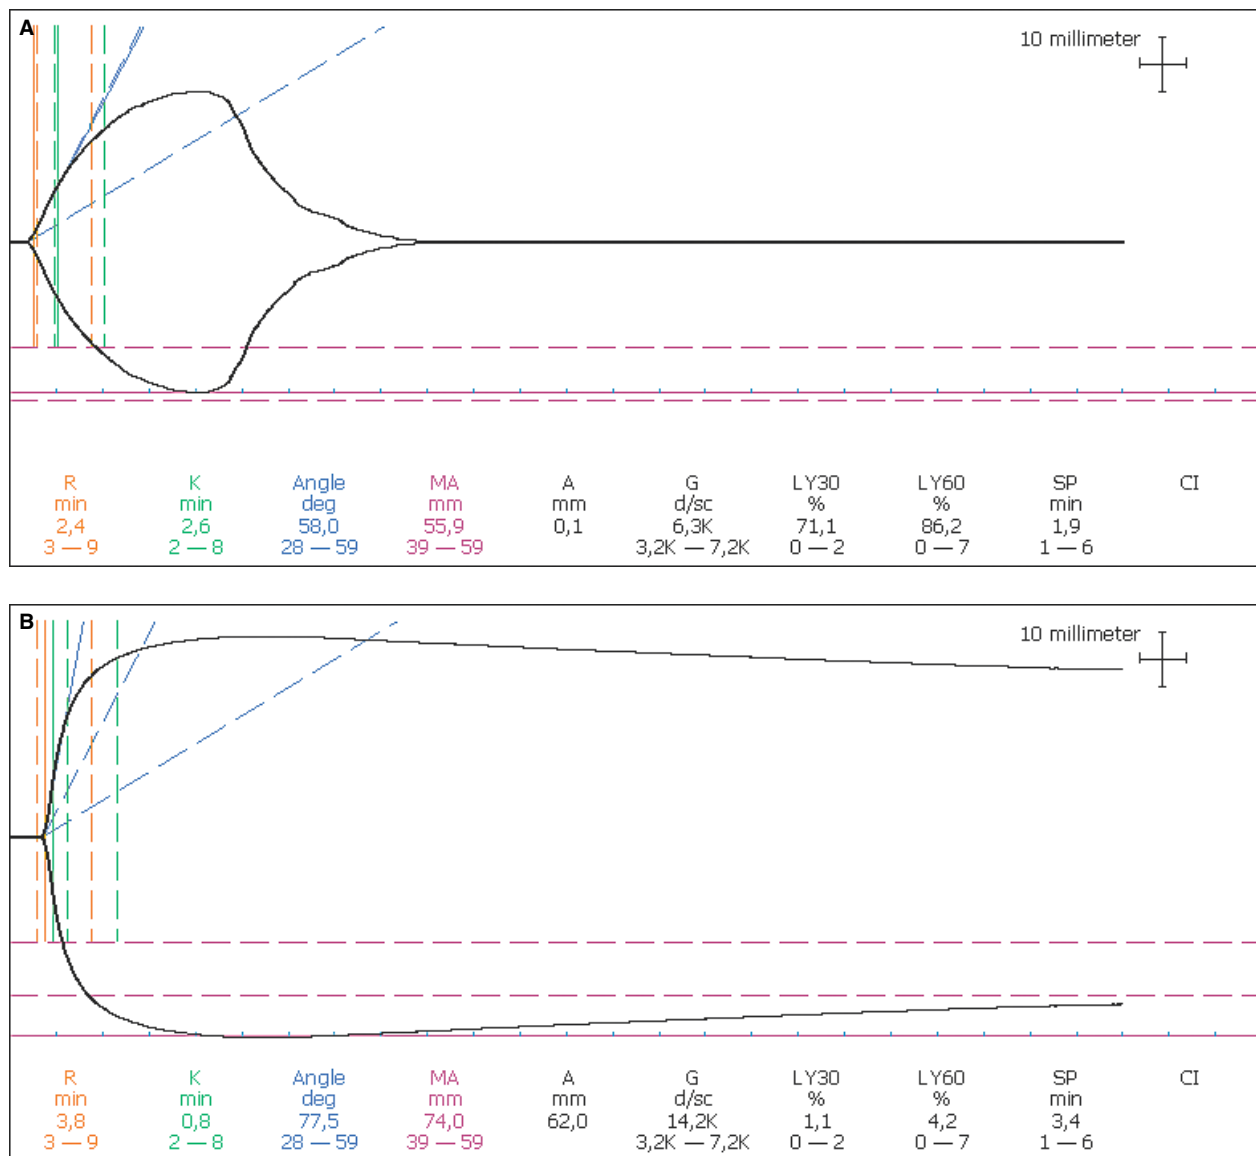 A
10 millimeter
R K Angle MA A G LY30 LY60 SP CI
min min deg mm mm d/sc % % min
2,4 2,6 58,0 55,9 0,1 6,3K 71,1 86,2 1,9
3 — 9 2 — 8 28 — 59 39 — 59 3,2K — 7,2K 0 — 2 0 — 7 1 — 6
B
10 millimeter
R K Angle MA A G LY30 LY60 SP CI
min min deg mm mm d/sc % % min
3,8 0,8 77,5 74,0 62,0 14,2K 1,1 4,2 3,4
3 — 9 2 — 8 28 — 59 39 — 59 3,2K — 7,2K 0 — 2 0 — 7 1 — 6